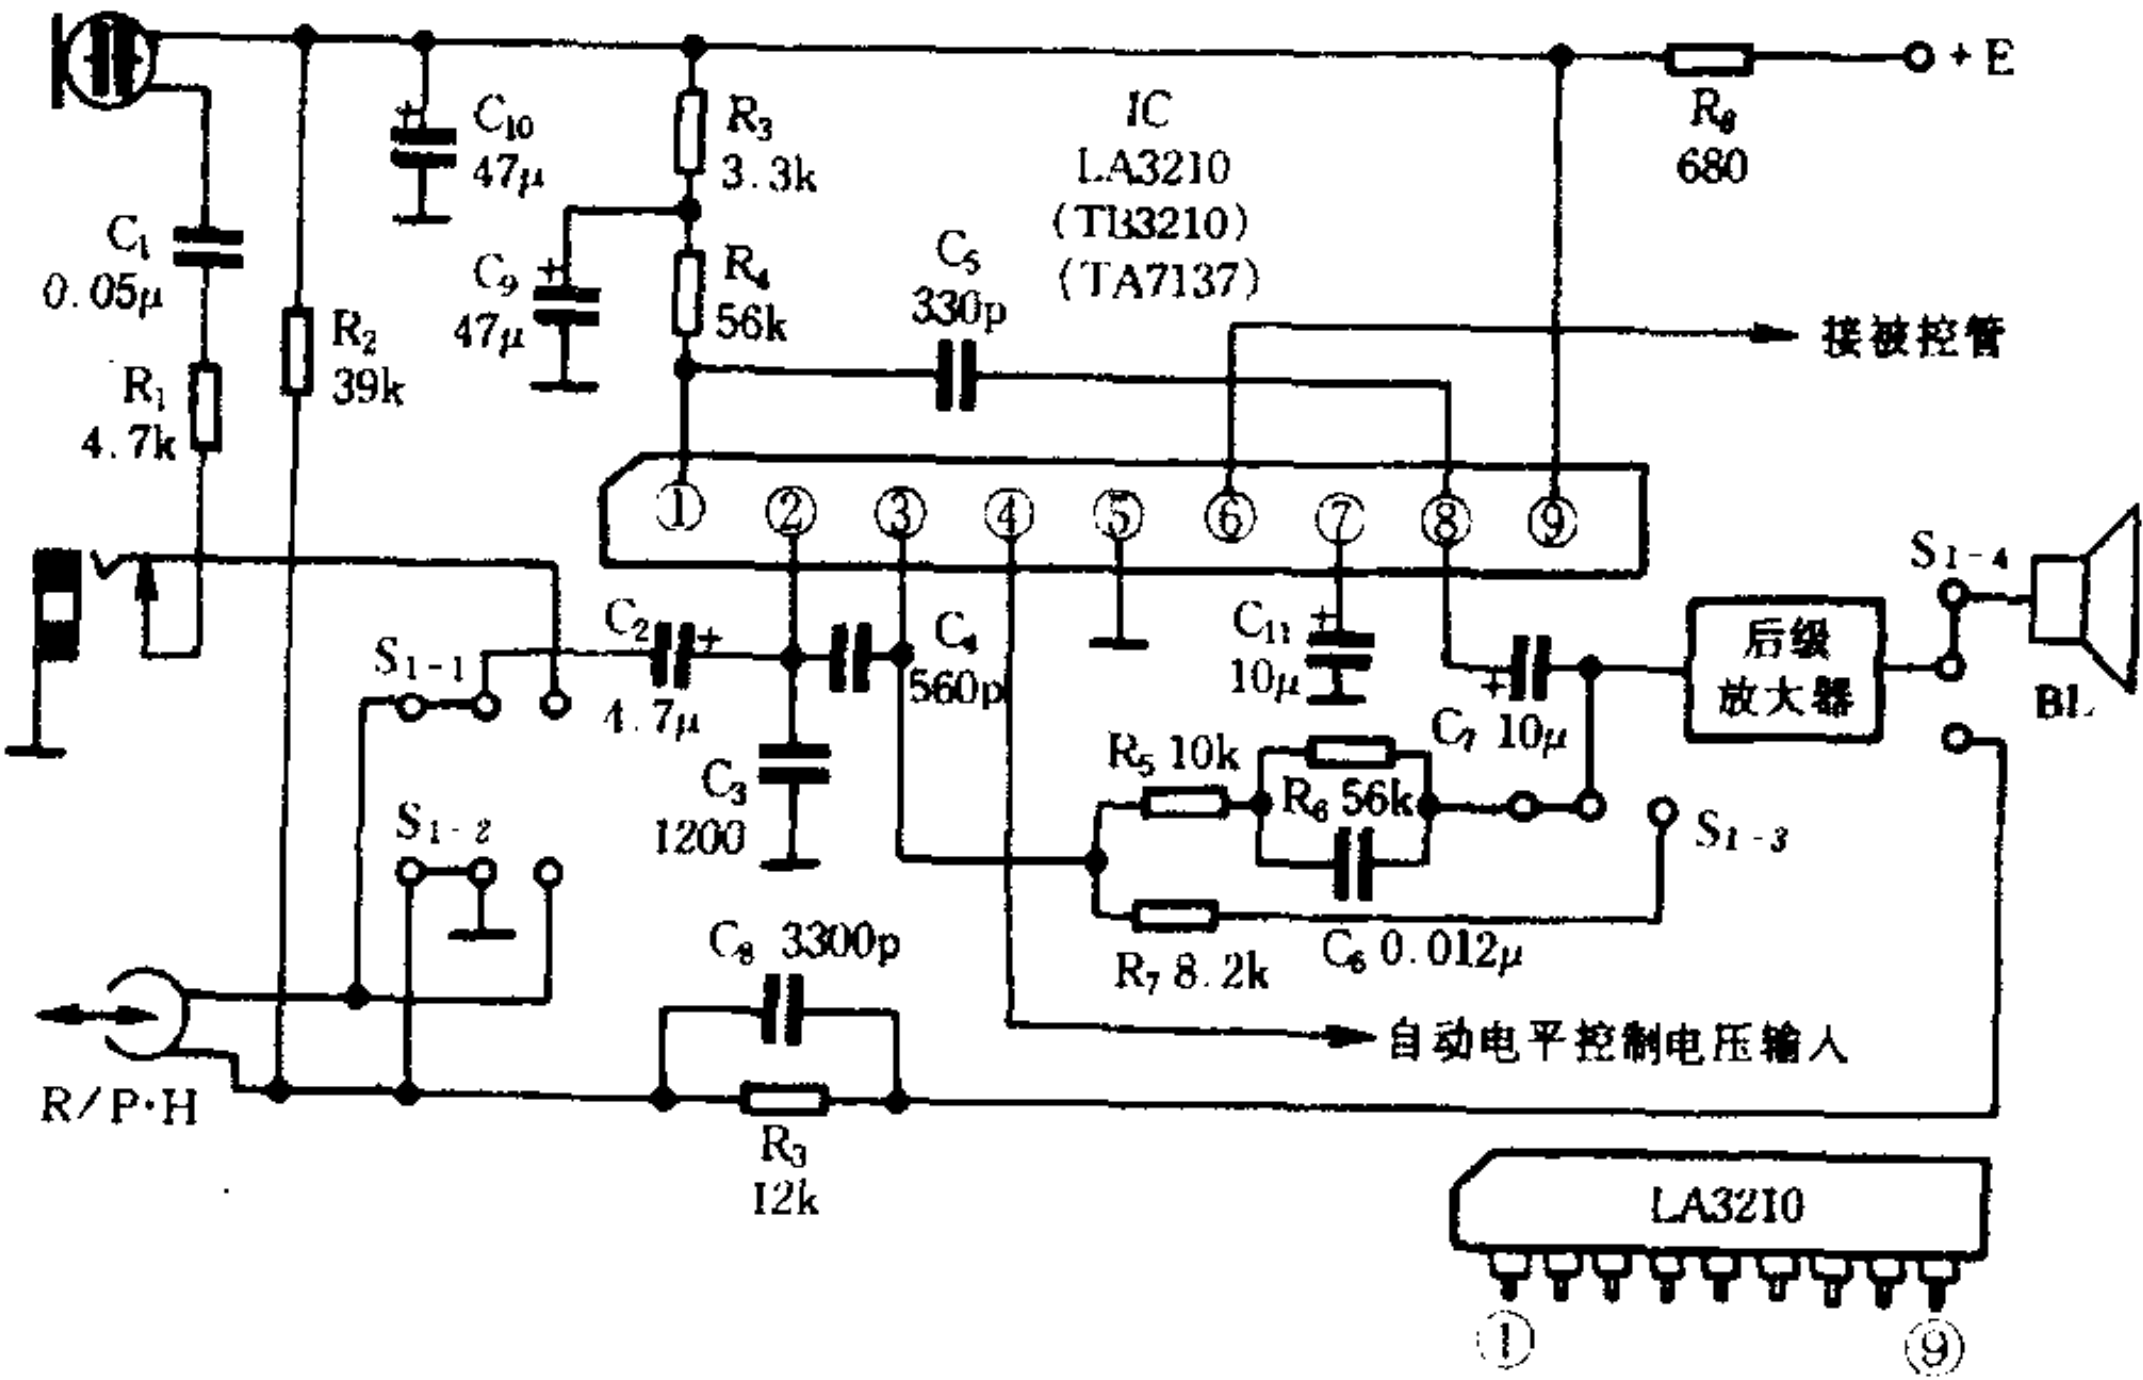 + E
C₁₀
47μ
R₃
3.3k
IC
LA3210
(TB3210)
(TA7137)
680
C₁
0.05μ
R₁
4.7k
R₂
39k
C₉
47μ
R₄
56k
C₅
330p
接被控管
① ② ③ ④ ⑤ ⑥ ⑦ ⑧ ⑨
S₁₋₁
C₂
4.7μ
C₄
560p
C₁₁
10μ
C₇ 10μ
后级
放大器
S₁₋₄
BL
S₁₋₂
C₃
1200
R₅ 10k
R₆ 56k
S₁₋₃
R₇ 8.2k
C₆ 0.012μ
C₈ 3300p
自动电平控制电压输入
R/P·H
R₃
12k
LA3210
① ⑨